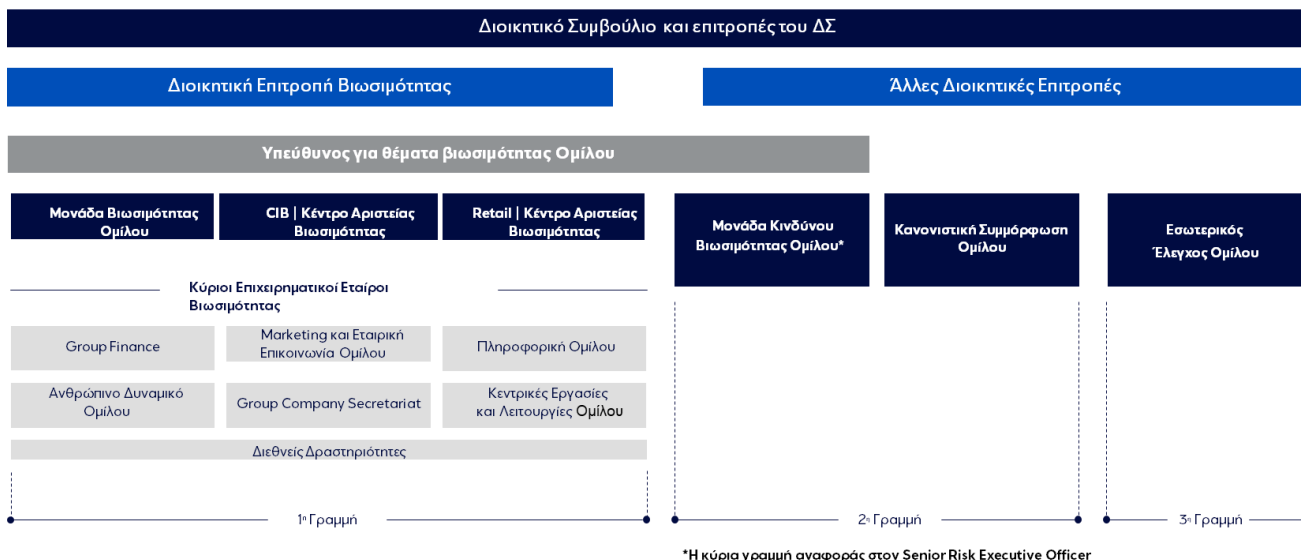 Διοικητικό Συμβούλιο και επιτροπές του ΔΣ
Διοικητική Επιτροπή Βιωσιμότητας
Άλλες Διοικητικές Επιτροπές
Υπεύθυνος για θέματα βιωσιμότητας Ομίλου
Μονάδα Βιωσιμότητας
Ομίλου
CIB | Κέντρο Αριστείας
Βιωσιμότητας
Retail | Κέντρο Αριστείας
Βιωσιμότητας
Μονάδα Κινδύνου
Βιωσιμότητας Ομίλου*
Κανονιστική Συμμόρφωση
Ομίλου
Εσωτερικός
Έλεγχος Ομίλου
Κύριοι Επιχειρηματικοί Εταίροι
Βιωσιμότητας
Group Finance
Marketing και Εταιρική
Επικοινωνία Ομίλου
Πληροφορική Ομίλου
Ανθρώπινο Δυναμικό
Ομίλου
Group Company Secretariat
Κεντρικές Εργασίες
και Λειτουργίες Ομίλου
Διεθνείς Δραστηριότητες
1η Γραμμή
2η Γραμμή
3η Γραμμή
*Η κύρια γραμμή αναφοράς στον Senior Risk Executive Officer